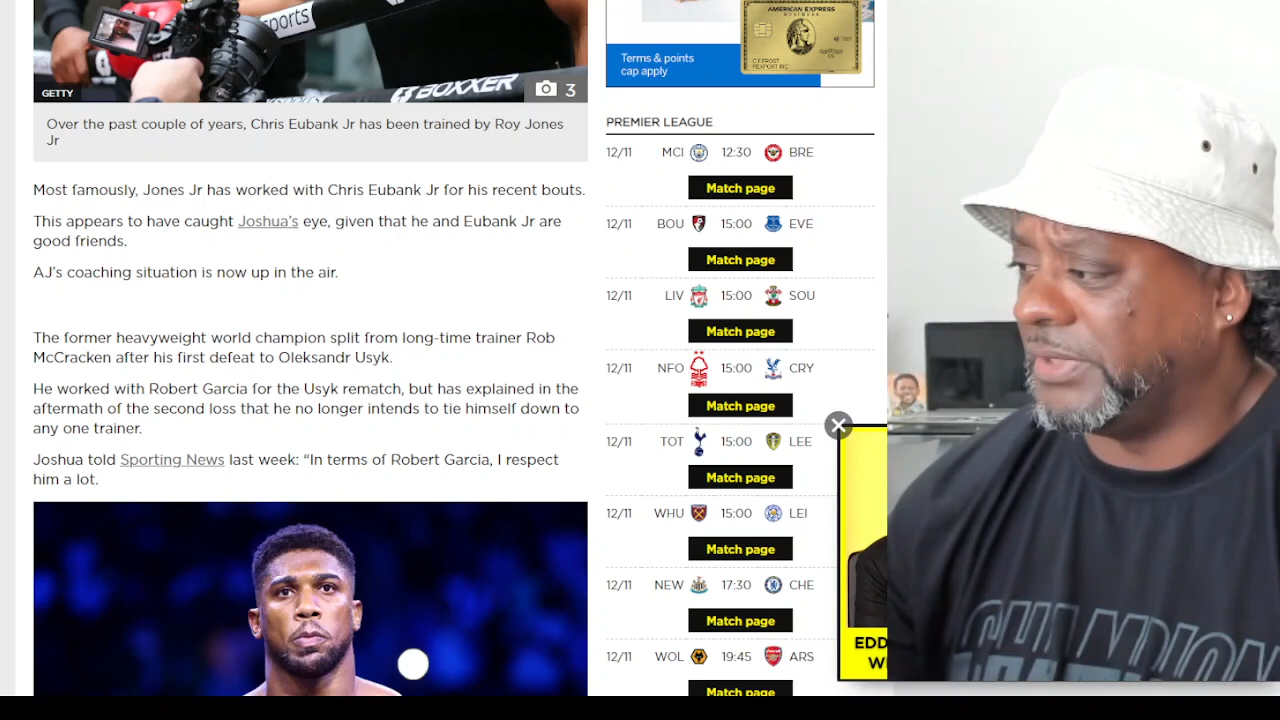 sports
BOXXER
GETTY
3
Over the past couple of years, Chris Eubank Jr has been trained by Roy Jones
Jr
Most famously, Jones Jr has worked with Chris Eubank Jr for his recent bouts.
This appears to have caught Joshua's eye, given that he and Eubank Jr are
good friends.
AJ's coaching situation is now up in the air.
The former heavyweight world champion split from long-time trainer Rob
McCracken after his first defeat to Oleksandr Usyk.
He worked with Robert Garcia for the Usyk rematch, but has explained in the
aftermath of the second loss that he no longer intends to tie himself down to
any one trainer.
Joshua told Sporting News last week: “In terms of Robert Garcia, I respect
him a lot.
AMERICAN EXPRESS
BUSINESS
C F FROST
Terms & points
cap apply
PREMIER LEAGUE
12/11 MCI 12:30 BRE
Match page
12/11 BOU 15:00 EVE
Match page
12/11 LIV 15:00 SOU
Match page
12/11 NFO 15:00 CRY
Match page
12/11 TOT 15:00 LEE
Match page
12/11 WHU 15:00 LEI
Match page
12/11 NEW 17:30 CHE
Match page
12/11 WOL 19:45 ARS
Match page
EDD
W
CHAMPION